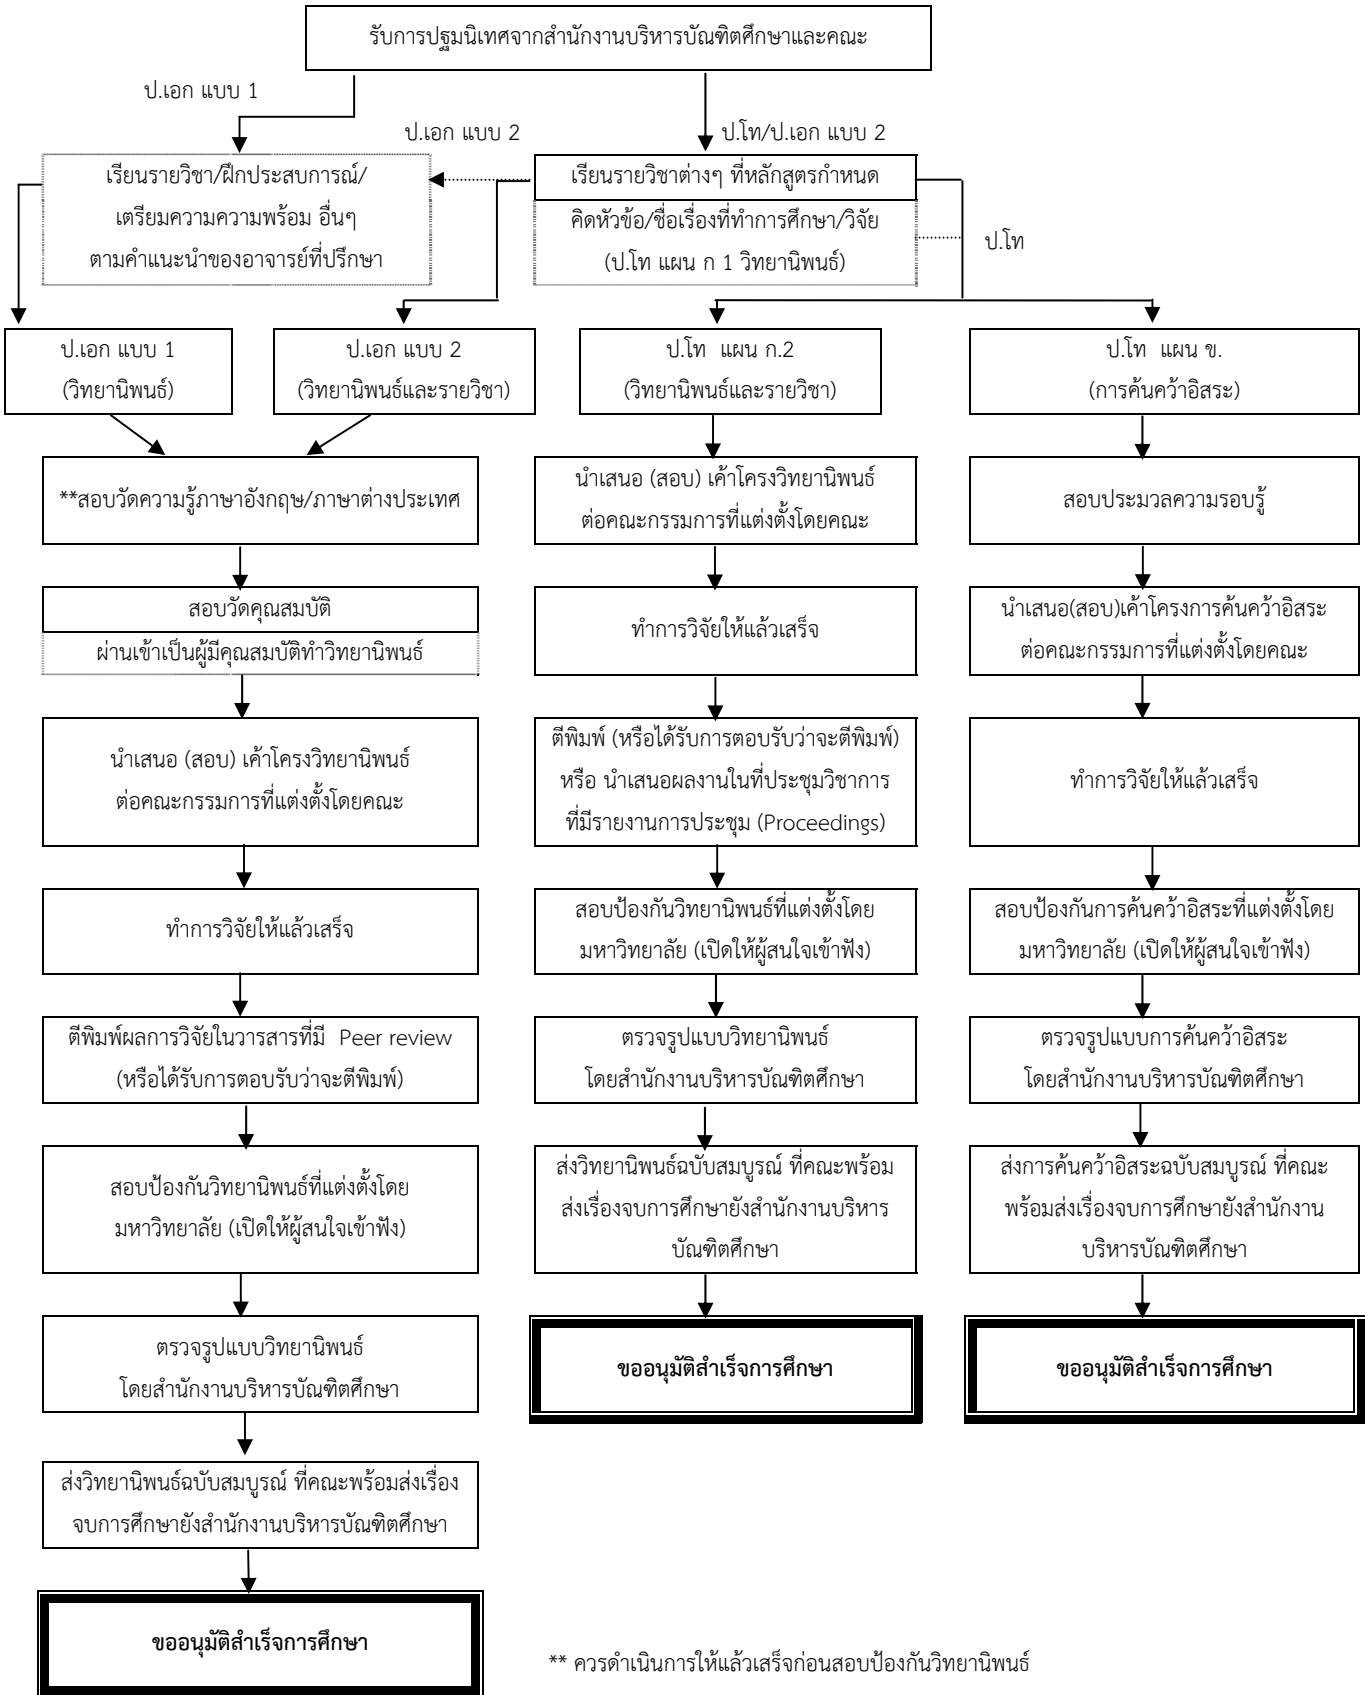 รับการปฐมนิเทศจากสำนักงานบริหารบัณฑิตศึกษาและคณะ
ป.เอก แบบ 1
ป.เอก แบบ 2
ป.โท/ป.เอก แบบ 2
เรียนรายวิชา/ฝึกประสบการณ์/
เตรียมความความพร้อม อื่นๆ
ตามคำแนะนำของอาจารย์ที่ปรึกษา
เรียนรายวิชาต่างๆ ที่หลักสูตรกำหนด
คิดหัวข้อ/ชื่อเรื่องที่ทำการศึกษา/วิจัย
(ป.โท แผน ก 1 วิทยานิพนธ์)
ป.โท
ป.เอก แบบ 1
(วิทยานิพนธ์)
ป.เอก แบบ 2
(วิทยานิพนธ์และรายวิชา)
ป.โท แผน ก.2
(วิทยานิพนธ์และรายวิชา)
ป.โท แผน ข.
(การค้นคว้าอิสระ)
**สอบวัดความรู้ภาษาอังกฤษ/ภาษาต่างประเทศ
สอบวัดคุณสมบัติ
ผ่านเข้าเป็นผู้มีคุณสมบัติทำวิทยานิพนธ์
นำเสนอ (สอบ) เค้าโครงวิทยานิพนธ์
ต่อคณะกรรมการที่แต่งตั้งโดยคณะ
ทำการวิจัยให้แล้วเสร็จ
ตีพิมพ์ผลการวิจัยในวารสารที่มี Peer review
(หรือได้รับการตอบรับว่าจะตีพิมพ์)
สอบป้องกันวิทยานิพนธ์ที่แต่งตั้งโดย
มหาวิทยาลัย (เปิดให้ผู้สนใจเข้าฟัง)
ตรวจรูปแบบวิทยานิพนธ์
โดยสำนักงานบริหารบัณฑิตศึกษา
ส่งวิทยานิพนธ์ฉบับสมบูรณ์ ที่คณะพร้อมส่งเรื่อง
จบการศึกษายังสำนักงานบริหารบัณฑิตศึกษา
ขออนุมัติสำเร็จการศึกษา
นำเสนอ (สอบ) เค้าโครงวิทยานิพนธ์
ต่อคณะกรรมการที่แต่งตั้งโดยคณะ
ทำการวิจัยให้แล้วเสร็จ
ตีพิมพ์ (หรือได้รับการตอบรับว่าจะตีพิมพ์)
หรือ นำเสนอผลงานในที่ประชุมวิชาการ
ที่มีรายงานการประชุม (Proceedings)
สอบป้องกันวิทยานิพนธ์ที่แต่งตั้งโดย
มหาวิทยาลัย (เปิดให้ผู้สนใจเข้าฟัง)
ตรวจรูปแบบวิทยานิพนธ์
โดยสำนักงานบริหารบัณฑิตศึกษา
ส่งวิทยานิพนธ์ฉบับสมบูรณ์ ที่คณะพร้อม
ส่งเรื่องจบการศึกษายังสำนักงานบริหาร
บัณฑิตศึกษา
ขออนุมัติสำเร็จการศึกษา
สอบประมวลความรอบรู้
นำเสนอ(สอบ)เค้าโครงการค้นคว้าอิสระ
ต่อคณะกรรมการที่แต่งตั้งโดยคณะ
ทำการวิจัยให้แล้วเสร็จ
สอบป้องกันการค้นคว้าอิสระที่แต่งตั้งโดย
มหาวิทยาลัย (เปิดให้ผู้สนใจเข้าฟัง)
ตรวจรูปแบบการค้นคว้าอิสระ
โดยสำนักงานบริหารบัณฑิตศึกษา
ส่งการค้นคว้าอิสระฉบับสมบูรณ์ ที่คณะ
พร้อมส่งเรื่องจบการศึกษายังสำนักงาน
บริหารบัณฑิตศึกษา
ขออนุมัติสำเร็จการศึกษา
** ควรดำเนินการให้แล้วเสร็จก่อนสอบป้องกันวิทยานิพนธ์